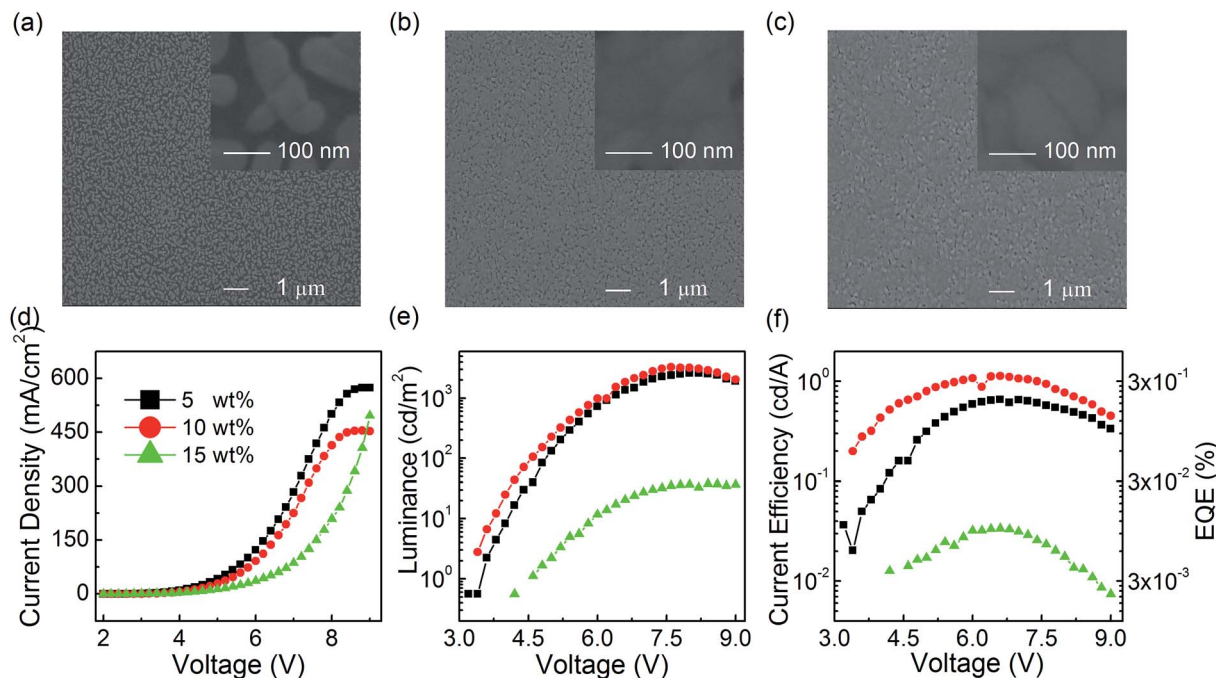 (a)
100 nm
1 μm
(b)
100 nm
1 μm
(c)
100 nm
1 μm
(d)
Current Density (mA/cm²)
600
450
300
150
0
5 wt%
10 wt%
15 wt%
2 4 6 8
Voltage (V)
(e)
Luminance (cd/m²)
10³
10²
10¹
10⁰
3.0 4.5 6.0 7.5 9.0
Voltage (V)
(f)
Current Efficiency (cd/A)
10⁰
10⁻¹
10⁻²
3.0 4.5 6.0 7.5 9.0
Voltage (V)
3x10⁻¹
3x10⁻²
3x10⁻³
EQE (%)